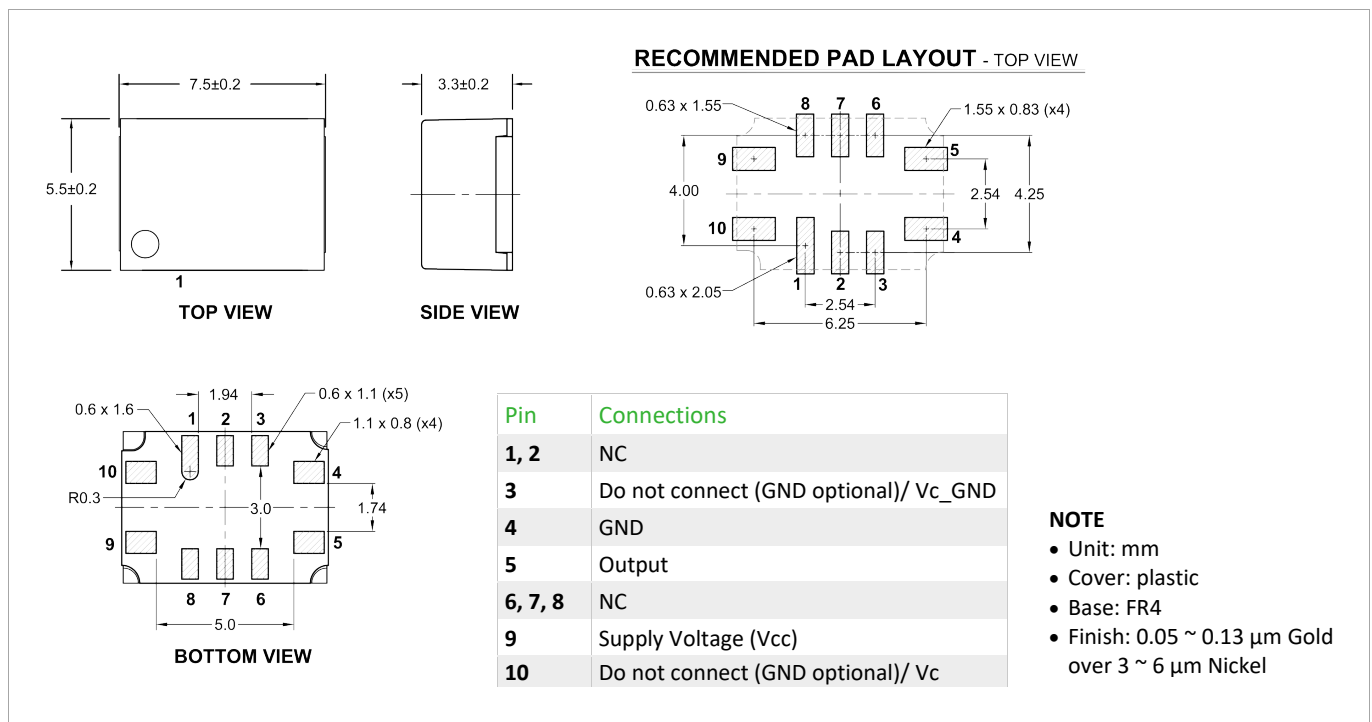 7.5±0.2
5.5±0.2
1
TOP VIEW
3.3±0.2
SIDE VIEW
RECOMMENDED PAD LAYOUT - TOP VIEW
0.63 x 1.55
8 7 6
1.55 x 0.83 (x4)
9
5
4.00
2.54
4.25
10
4
0.63 x 2.05
1 2 3
2.54
6.25
1.94
0.6 x 1.1 (x5)
0.6 x 1.6
1 2 3
1.1 x 0.8 (x4)
10
4
R0.3
3.0
1.74
9
5
8 7 6
5.0
BOTTOM VIEW
Pin Connections
1, 2 NC
3 Do not connect (GND optional)/ Vc_GND
4 GND
5 Output
6, 7, 8 NC
9 Supply Voltage (Vcc)
10 Do not connect (GND optional)/ Vc
NOTE
• Unit: mm
• Cover: plastic
• Base: FR4
• Finish: 0.05 ~ 0.13 µm Gold
over 3 ~ 6 µm Nickel